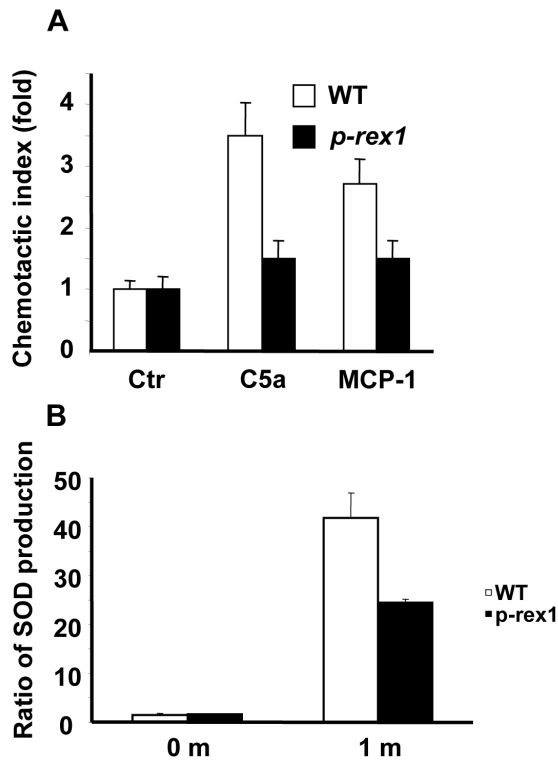 A
Chemotactic index (fold)
4
3
2
1
0
WT
p-rex1
Ctr C5a MCP-1
B
Ratio of SOD production
50
40
30
20
10
0
WT
p-rex1
0 m 1 m